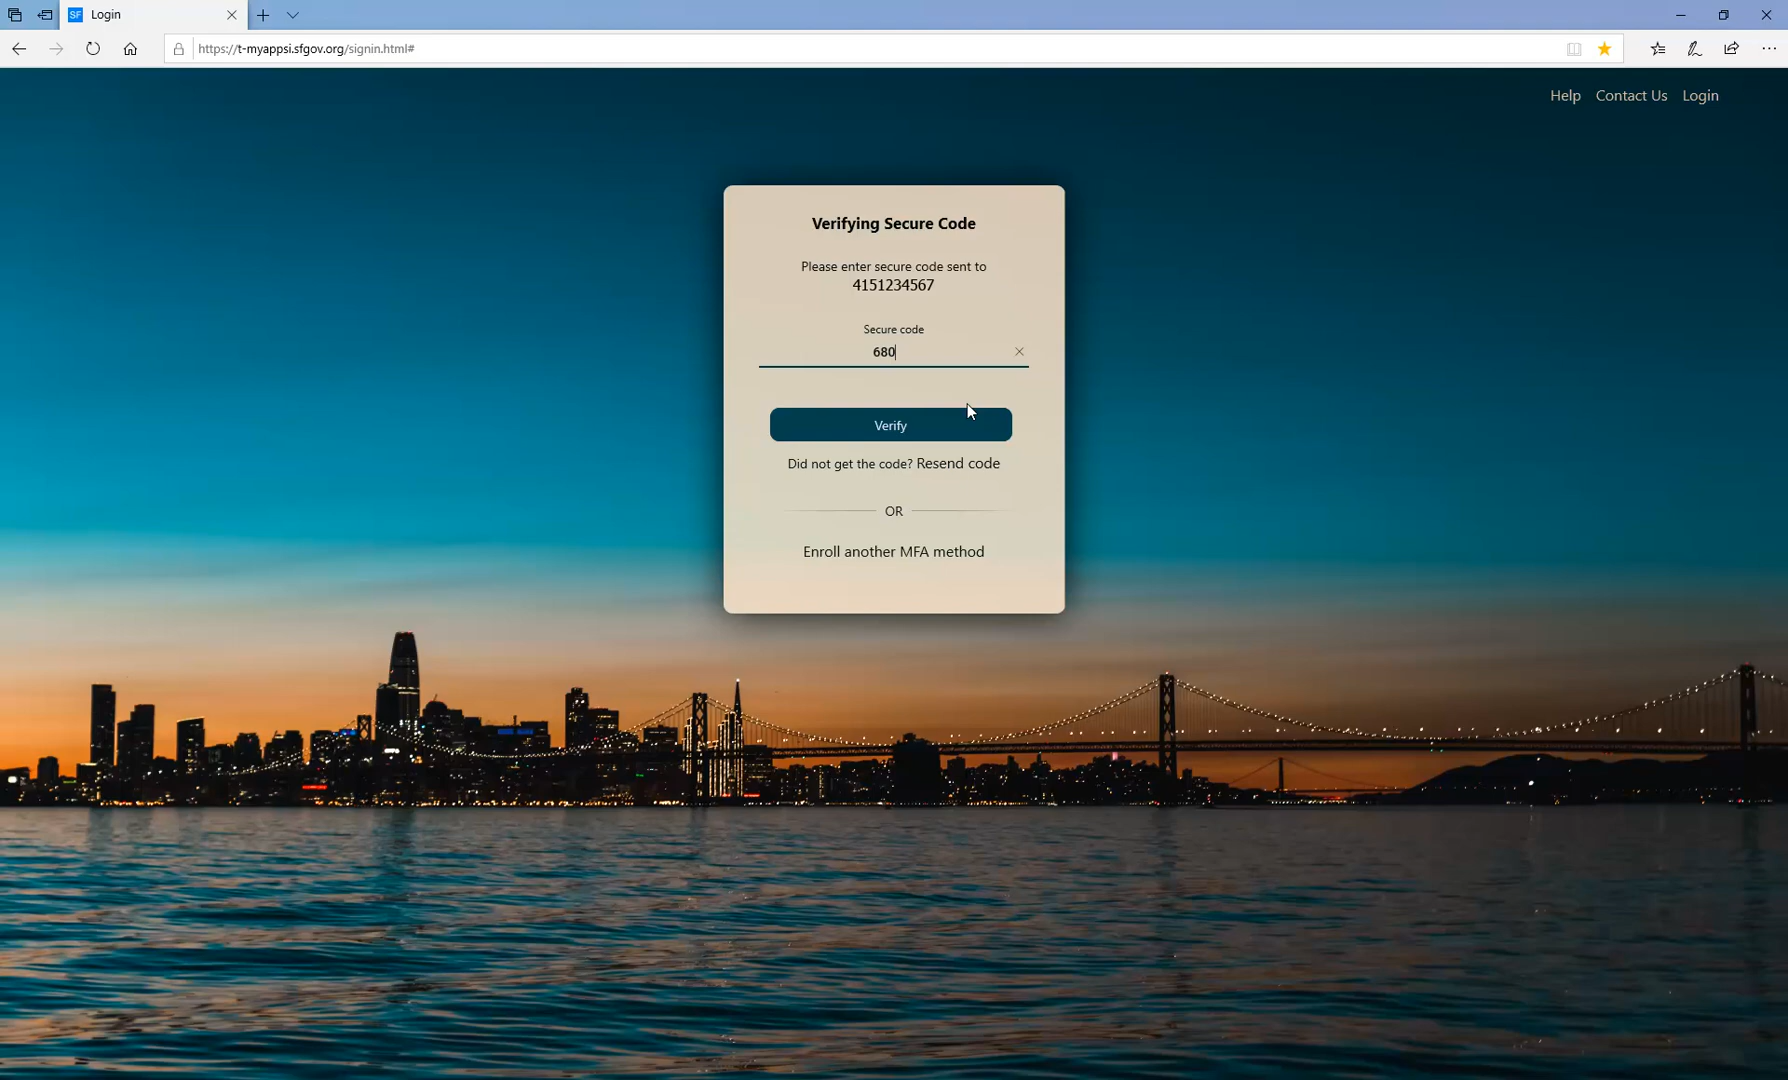 SF Login
https://t-myappsi.sfgov.org/signin.html#
Help Contact Us Login
Verifying Secure Code
Please enter secure code sent to
4151234567
Secure code
680
Verify
Did not get the code? Resend code
OR
Enroll another MFA method